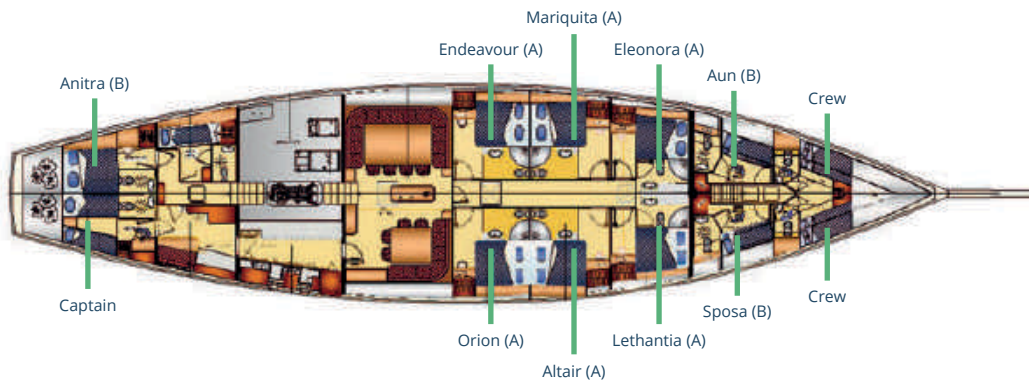 Mariquita (A)
Endeavour (A)
Eleonora (A)
Anitra (B)
Aun (B)
Crew
Captain
Crew
Sposa (B)
Orion (A)
Lethantia (A)
Altair (A)